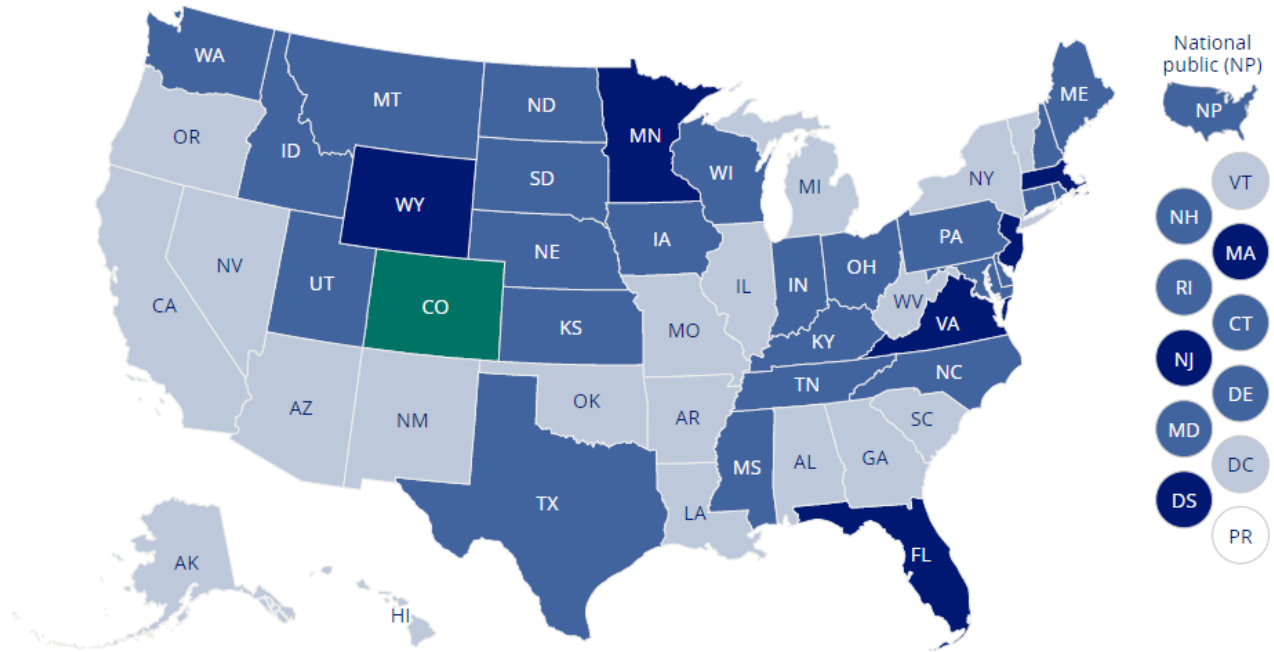 National
public (NP)
NP
WA
MT
ND
MN
ME
OR
ID
SD
WI
MI
NY
VT
WY
NH
NE
IA
PA
MA
NV
UT
CO
IL
IN
OH
WV
RI
CA
KS
MO
KY
VA
CT
NJ
AZ
NM
OK
AR
TN
NC
DE
SC
MD
TX
LA
MS
AL
GA
DC
DS
FL
PR
AK
HI